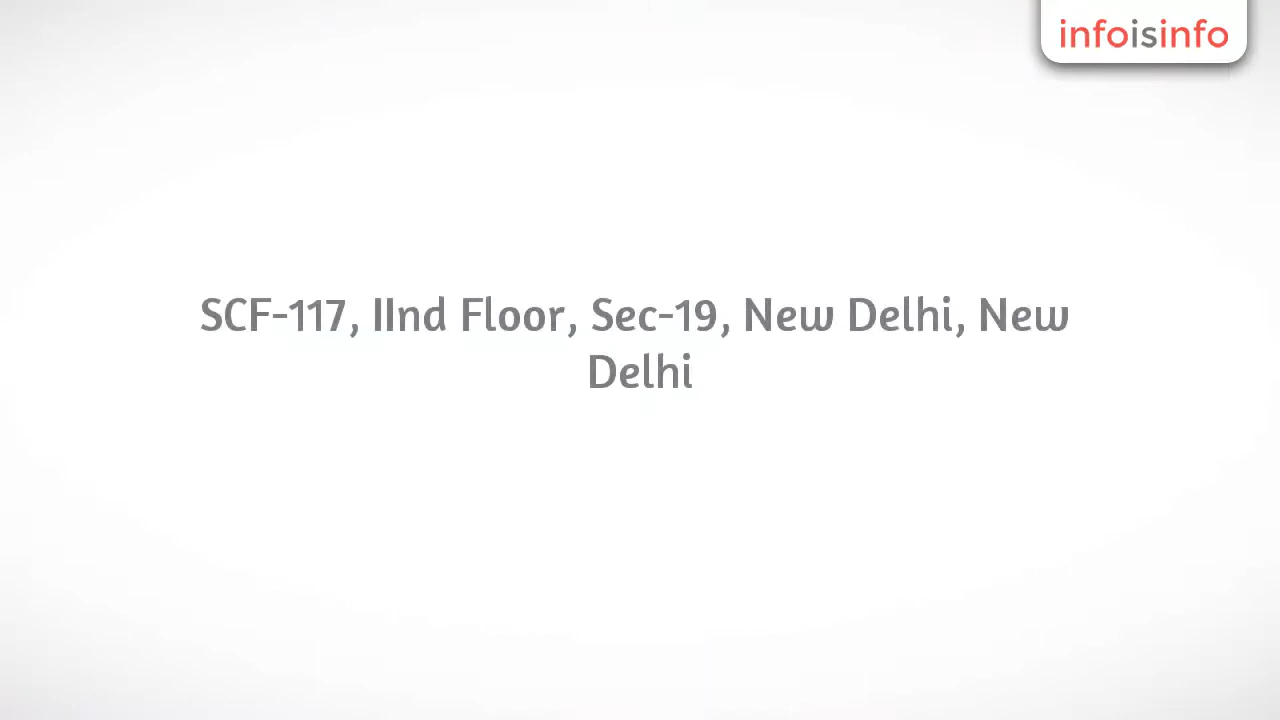 infoisinfo
SCF-117, IInd Floor, Sec-19, New Delhi, New
Delhi